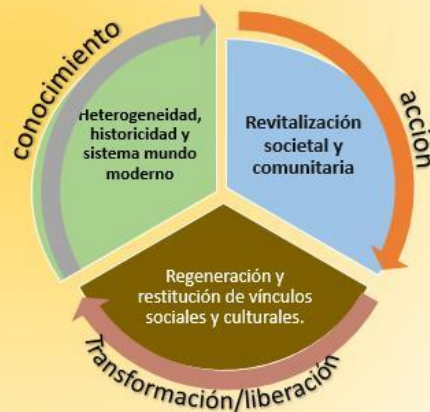 conocimiento
Heterogeneidad,
historicidad y
sistema mundo
moderno
acción
Revitalización
societal y
comunitaria
Regeneración y
restitución de vínculos
sociales y culturales.
Transformación/liberación